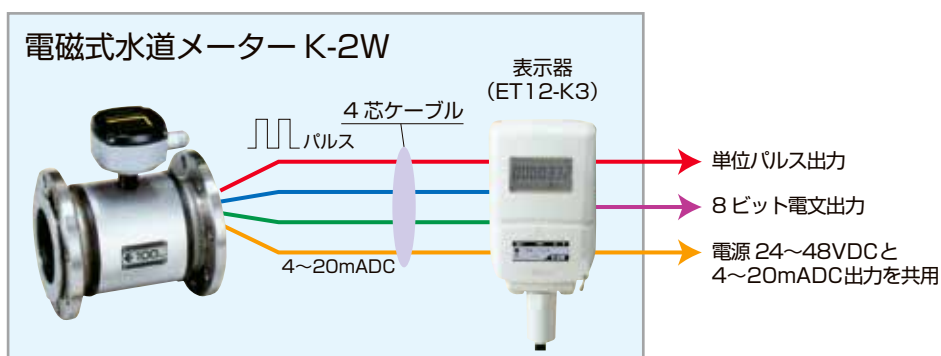 電磁式水道メーター K-2W
表示器
（ET12-K3）
4 芯ケーブル
パルス
4〜20mADC
単位パルス出力
8 ビット電文出力
電源 24〜48VDCと
4〜20mADC出力を共用
100